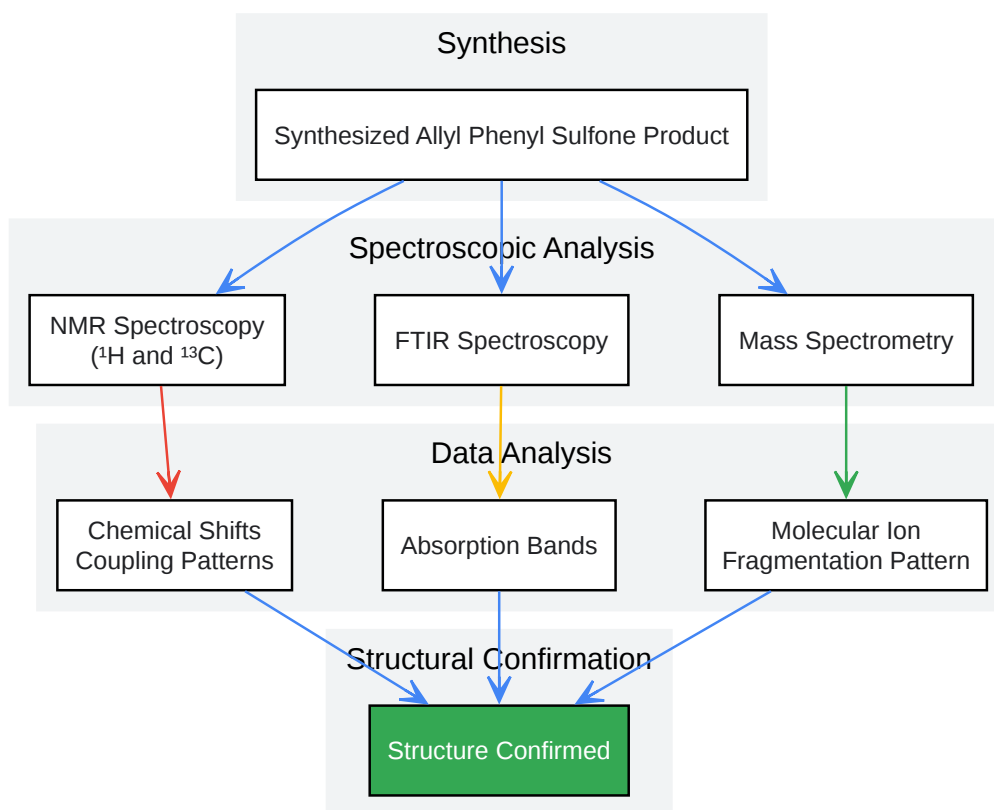 Synthesis
Synthesized Allyl Phenyl Sulfone Product
Spectroscopic Analysis
NMR Spectroscopy
(¹H and ¹³C)
FTIR Spectroscopy
Mass Spectrometry
Data Analysis
Chemical Shifts
Coupling Patterns
Absorption Bands
Molecular Ion
Fragmentation Pattern
Structural Confirmation
Structure Confirmed